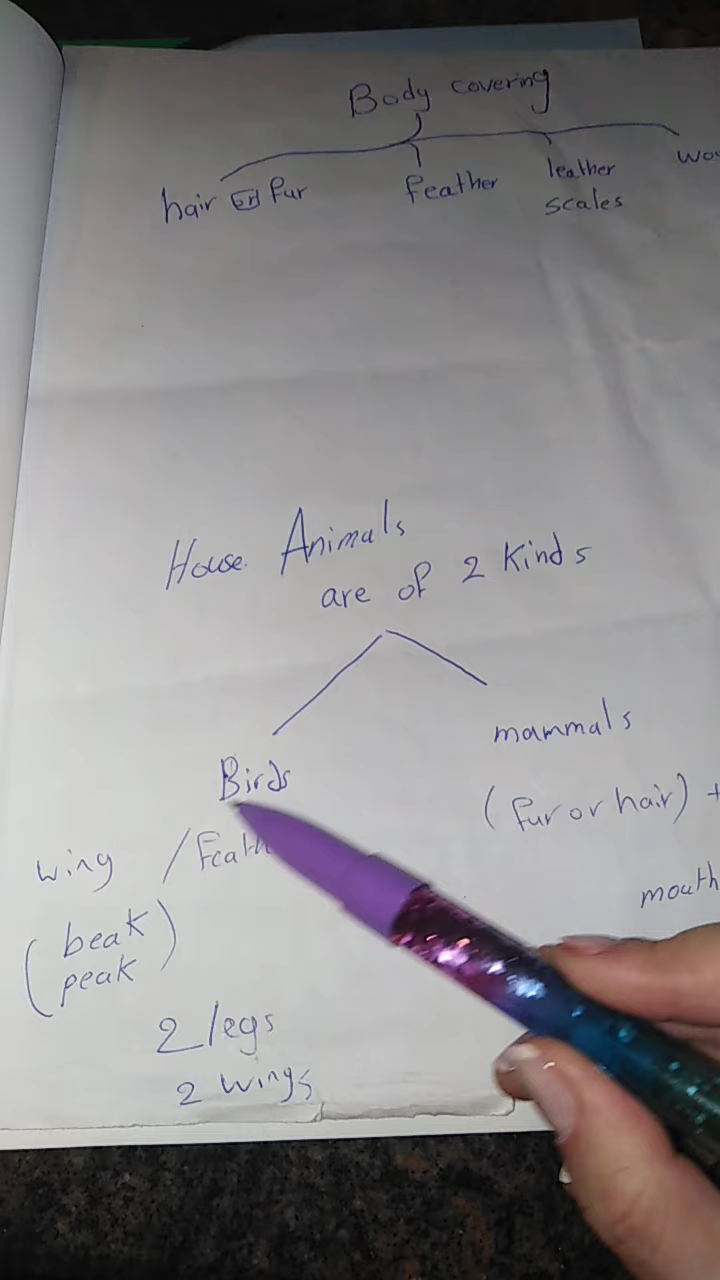 Body covering
hair or fur feather leather scales
House Animals
are of 2 Kinds
Birds mammals
(fur or hair) +
wing /
mouth
(beak
peak)
2 legs
2 wings